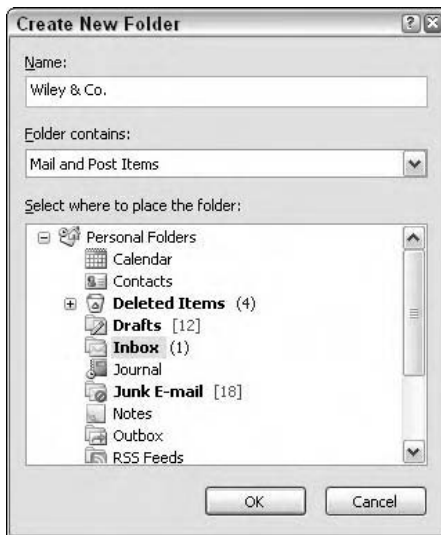 Create New Folder
Name:
Wiley & Co.
Folder contains:
Mail and Post Items
Select where to place the folder:
Personal Folders
Calendar
Contacts
Deleted Items (4)
Drafts [12]
Inbox (1)
Journal
Junk E-mail [18]
Notes
Outbox
RSS Feeds
OK Cancel